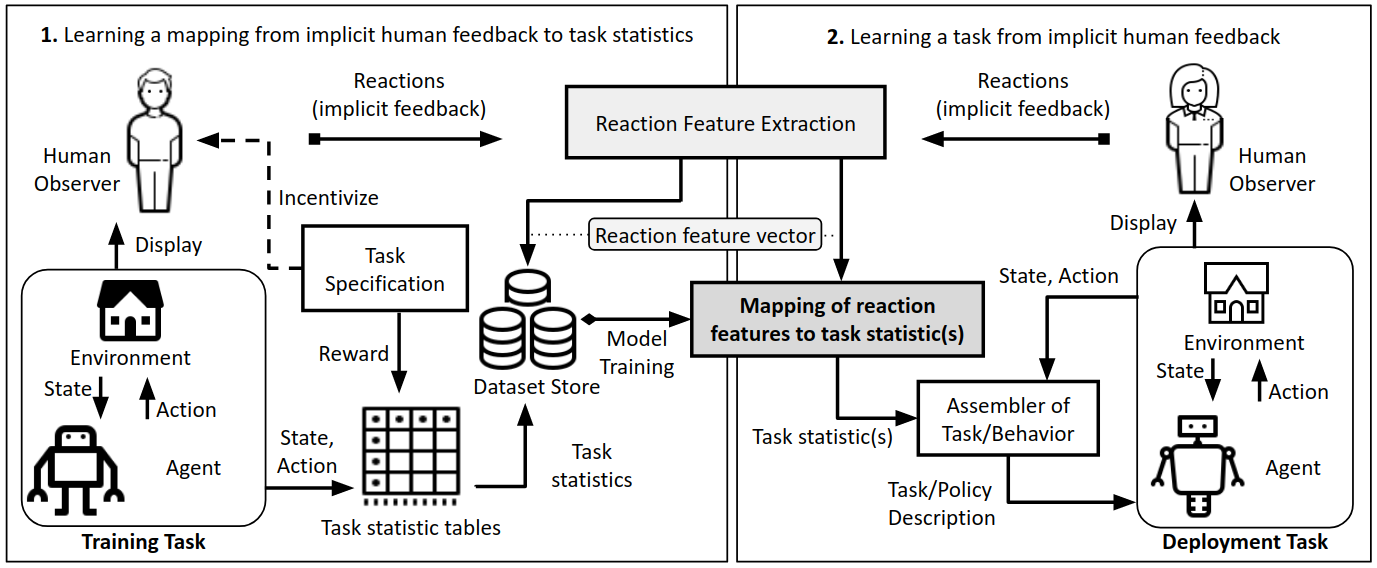 1. Learning a mapping from implicit human feedback to task statistics
Reactions
(implicit feedback)
Human
Observer
Incentivize
Display
Task
Specification
Environment
State
Action
Agent
Training Task
Reward
State,
Action
Task statistic tables
Task
statistics
Dataset Store
Model
Training
Reaction Feature Extraction
Reaction feature vector
Mapping of reaction
features to task statistic(s)
2. Learning a task from implicit human feedback
Reactions
(implicit feedback)
Human
Observer
Display
State, Action
Task statistic(s)
Assembler of
Task/Behavior
Task/Policy
Description
Environment
State
Action
Agent
Deployment Task